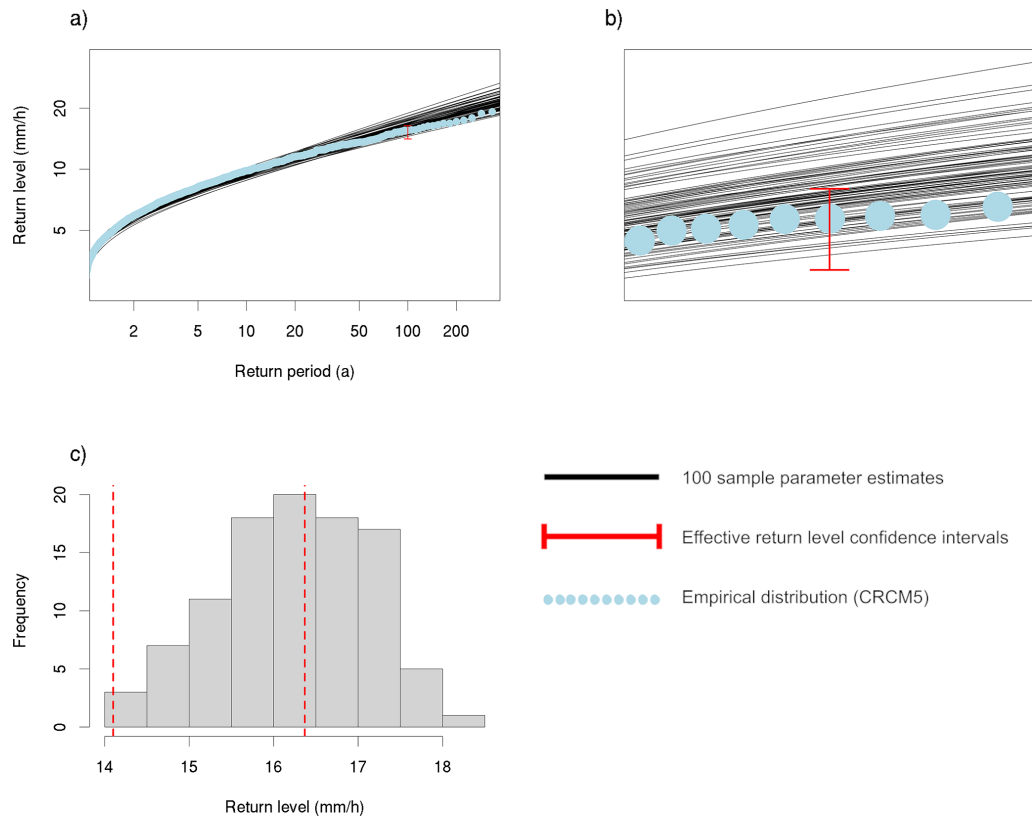 a)
b)
Return level (mm/h)
20
10
5
2 5 10 20 50 100 200
Return period (a)
c)
Frequency
20
15
10
5
0
14 15 16 17 18
Return level (mm/h)
100 sample parameter estimates
Effective return level confidence intervals
Empirical distribution (CRCM5)